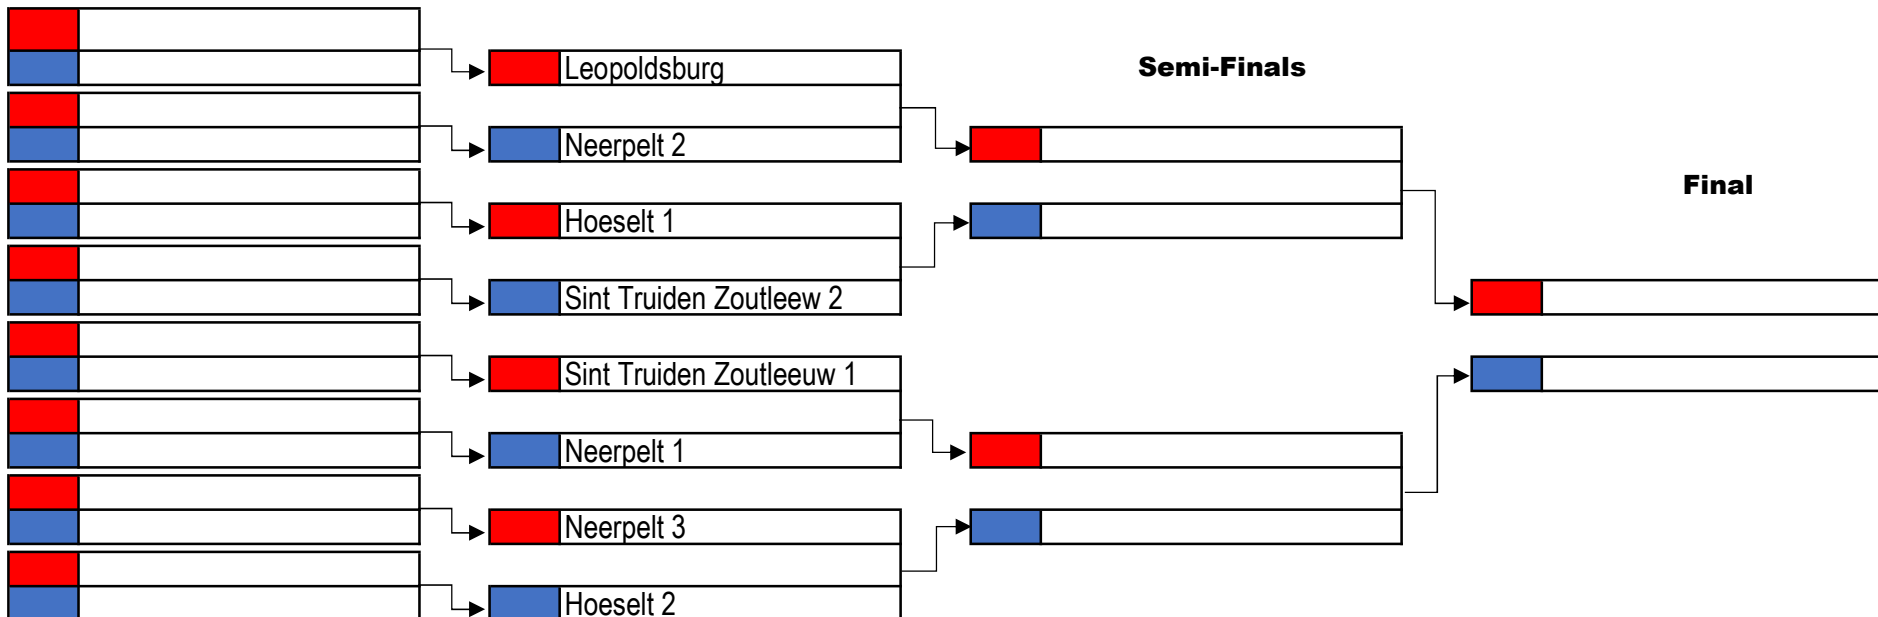 Leopoldsburg
Semi-Finals
Neerpelt 2
Final
Hoeselt 1
Sint Truiden Zoutleew 2
Sint Truiden Zoutleeuw 1
Neerpelt 1
Neerpelt 3
Hoeselt 2